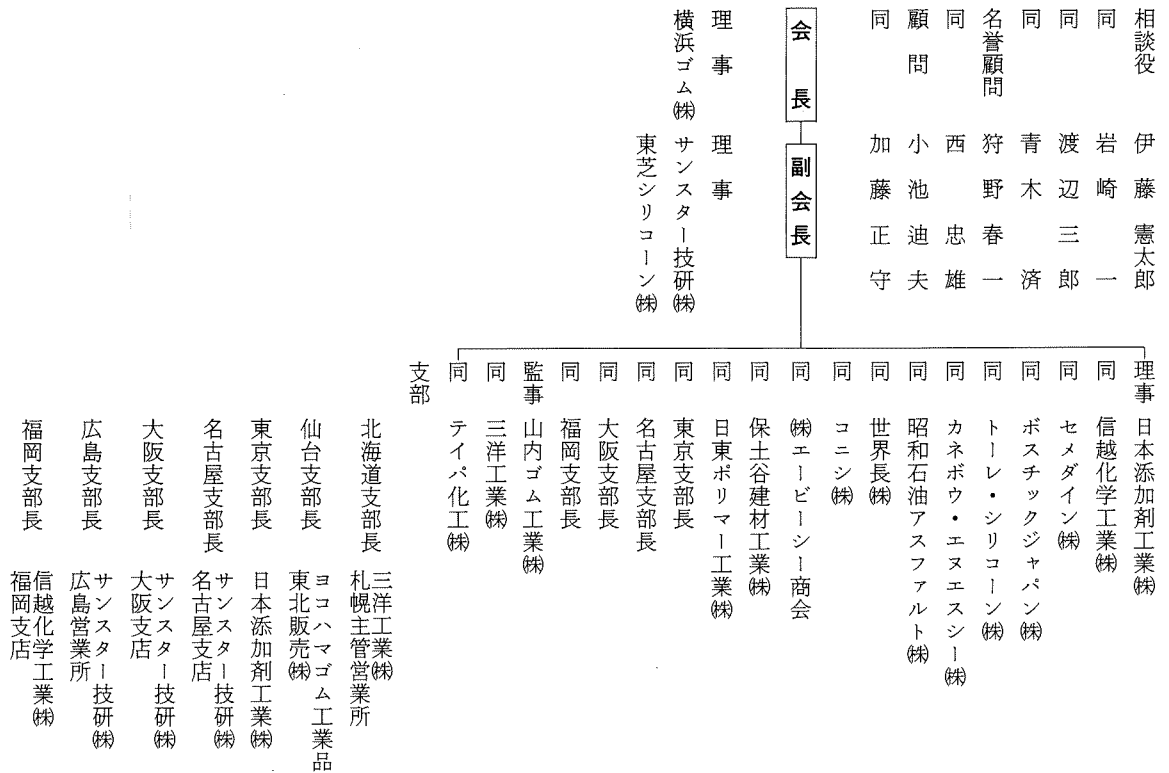 相談役 伊藤憲太郎
同 岩崎一
同 渡辺三郎
同 青木済
名誉顧問 狩野春一
同 西忠雄
顧問 小池迪夫
同 加藤正守
会長
副会長
理事 横浜ゴム㈱
理事 サンスター技研㈱
東芝シリコーン㈱
理事 日本添加剤工業㈱
同 信越化学工業㈱
同 セメダイン㈱
同 ボスチックジャパン㈱
同 トーレ・シリコーン㈱
同 カネボウ・エヌエスシー㈱
同 昭和石油アスファルト㈱
同 世界長㈱
同 コニシ㈱
同 ㈱エービーシー商会
同 保土谷建材工業㈱
同 日東ポリマー工業㈱
同 東京支部長
同 名古屋支部長
同 大阪支部長
同 福岡支部長
監事 山内ゴム工業㈱
同 三洋工業㈱
同 テイパ化工㈱
支部
北海道支部長 三洋工業㈱
札幌主管営業所
仙台支部長 ヨコハマゴム工業品
東北販売㈱
東京支部長 日本添加剤工業㈱
名古屋支部長 サンスター技研㈱
名古屋支店
大阪支部長 サンスター技研㈱
大阪支店
広島支部長 サンスター技研㈱
広島営業所
福岡支部長 信越化学工業㈱
福岡支店